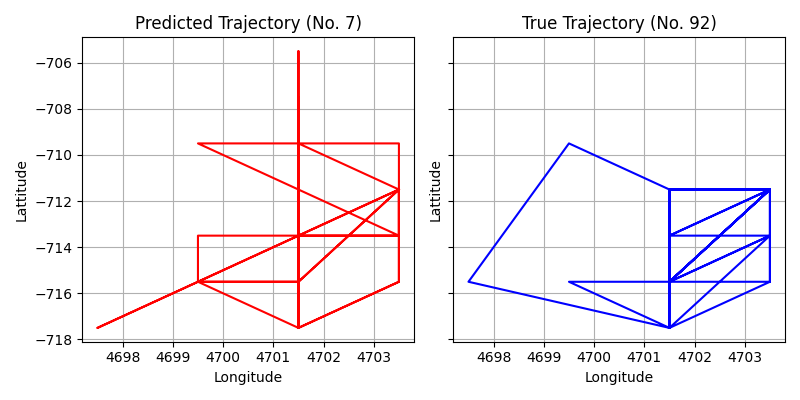 Predicted Trajectory (No. 7)
True Trajectory (No. 92)
−706
−708
−710
−712
−714
−716
−718
Lattitude
Lattitude
4698 4699 4700 4701 4702 4703
4698 4699 4700 4701 4702 4703
Longitude
Longitude